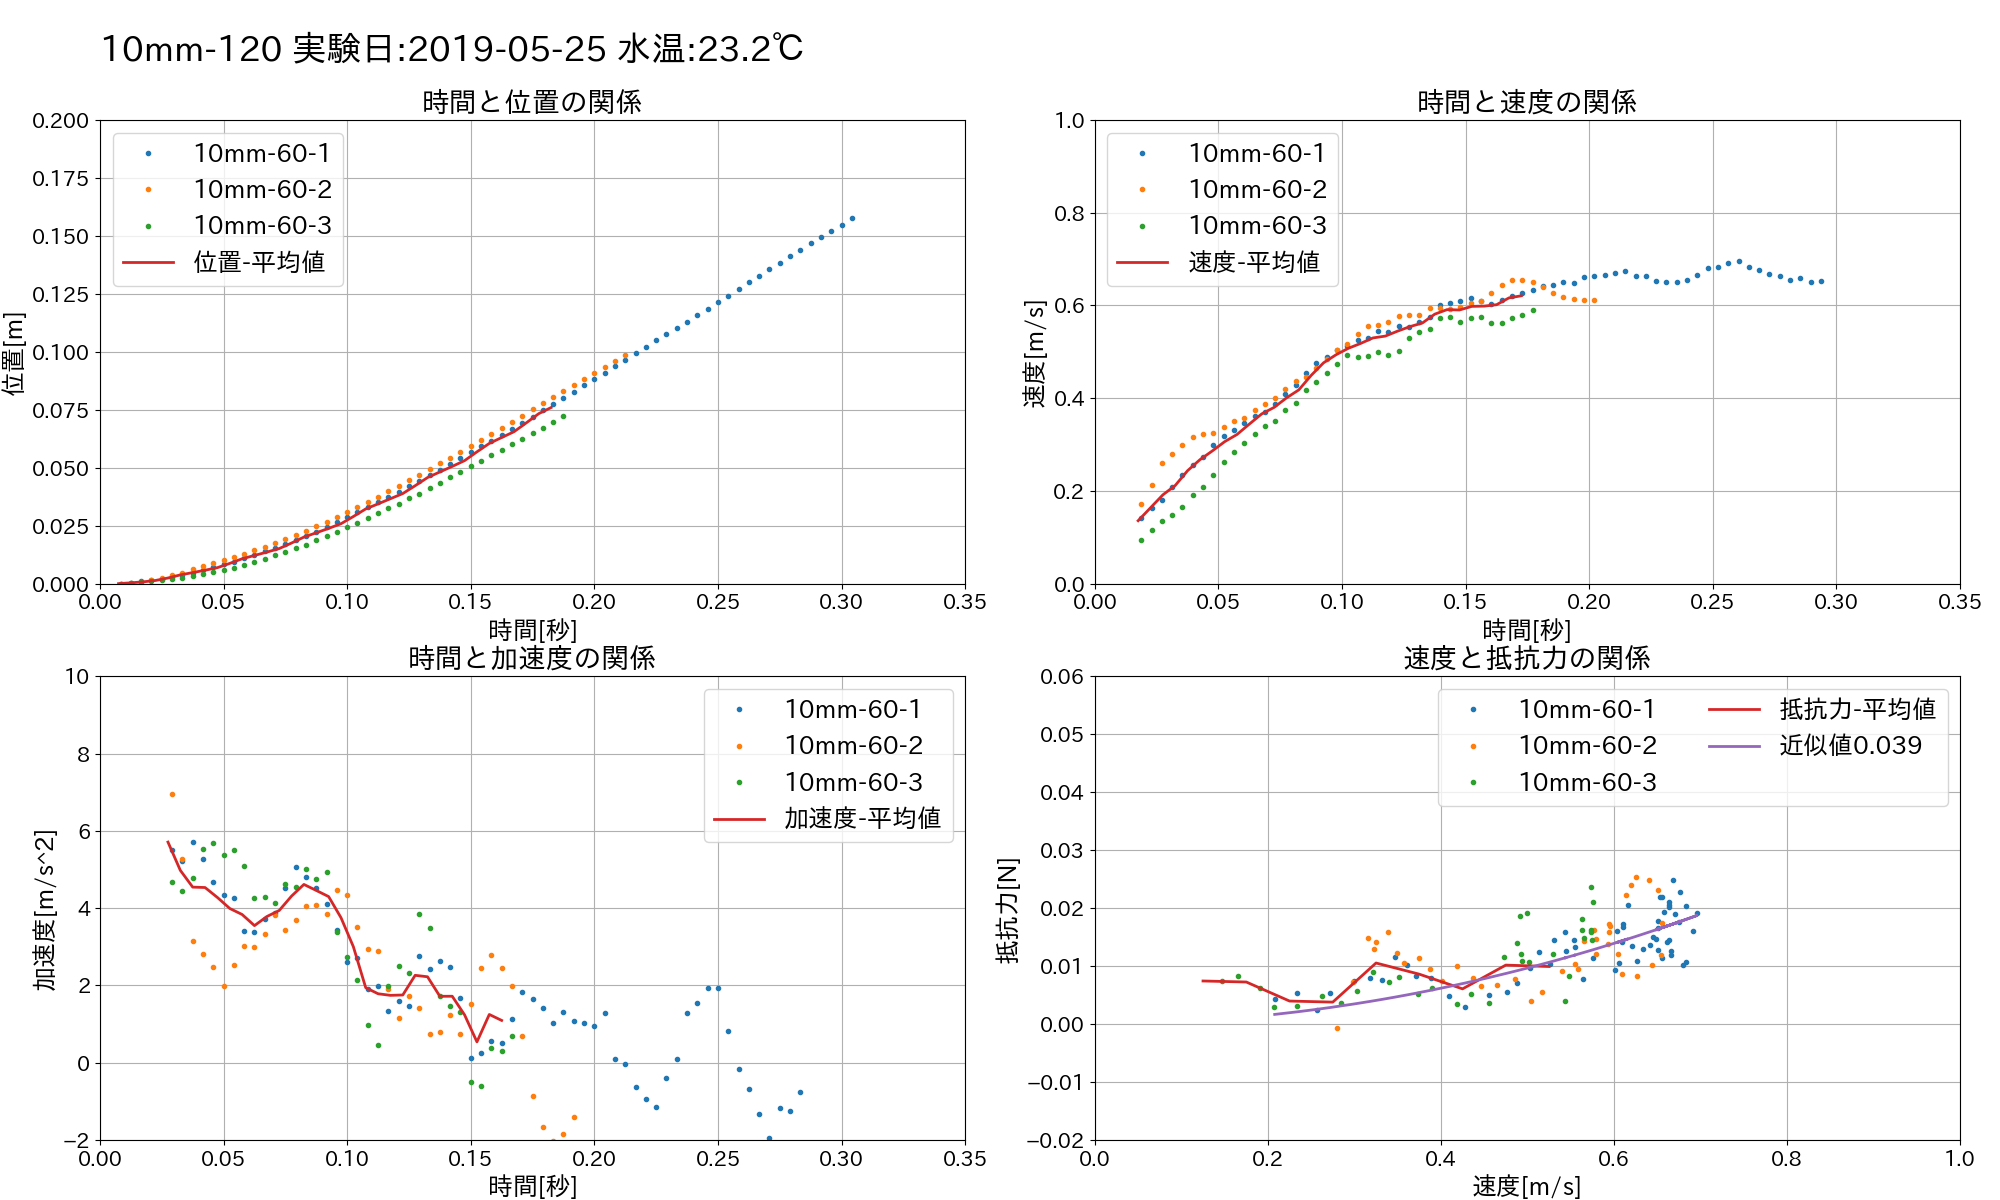 10mm-120 実験日:2019-05-25 水温:23.2℃
時間と位置の関係
0.200
0.175
0.150
0.125
0.100
0.075
0.050
0.025
0.000
位置[m]
10mm-60-1
10mm-60-2
10mm-60-3
位置-平均値
0.00 0.05 0.10 0.15 0.20 0.25 0.30 0.35
時間[秒]
時間と速度の関係
1.0
0.8
0.6
0.4
0.2
0.0
速度[m/s]
10mm-60-1
10mm-60-2
10mm-60-3
速度-平均値
0.00 0.05 0.10 0.15 0.20 0.25 0.30 0.35
時間[秒]
時間と加速度の関係
10
8
6
4
2
0
−2
加速度[m/s^2]
10mm-60-1
10mm-60-2
10mm-60-3
加速度-平均値
0.00 0.05 0.10 0.15 0.20 0.25 0.30 0.35
時間[秒]
速度と抵抗力の関係
0.06
0.05
0.04
0.03
0.02
0.01
0.00
−0.01
−0.02
抵抗力[N]
10mm-60-1
10mm-60-2
10mm-60-3
抵抗力-平均値
近似値0.039
0.0 0.2 0.4 0.6 0.8 1.0
速度[m/s]